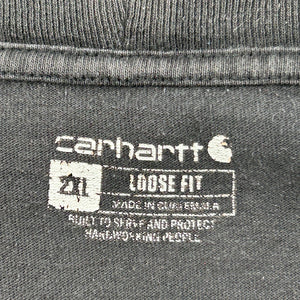 carhartt
2XL LOOSE FIT
MADE IN GUATEMALA
BUILT TO SERVE AND PROTECT
HARDWORKING PEOPLE